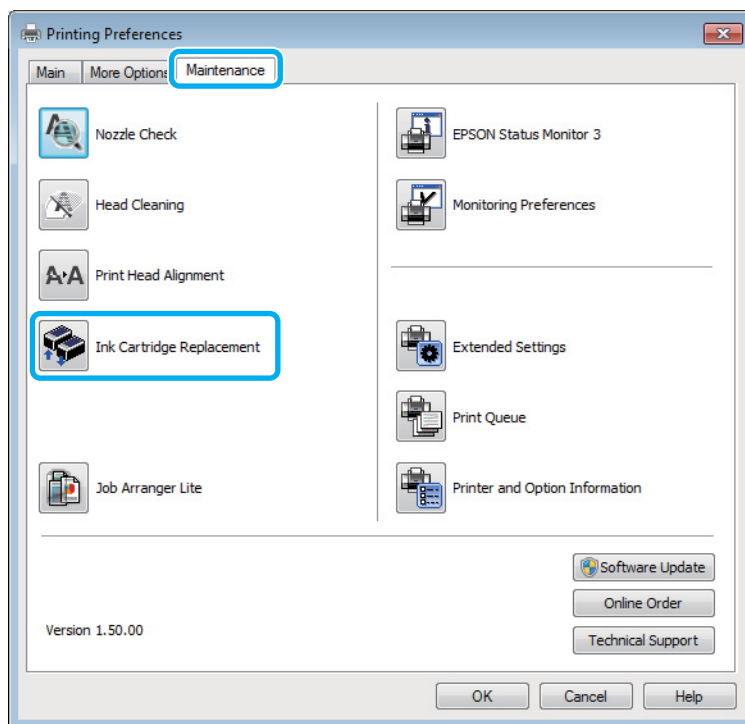 Printing Preferences
Main
More Options
Maintenance
Nozzle Check
Head Cleaning
Print Head Alignment
Ink Cartridge Replacement
Job Arranger Lite
EPSON Status Monitor 3
Monitoring Preferences
Extended Settings
Print Queue
Printer and Option Information
Software Update
Online Order
Technical Support
Version 1.50.00
OK
Cancel
Help